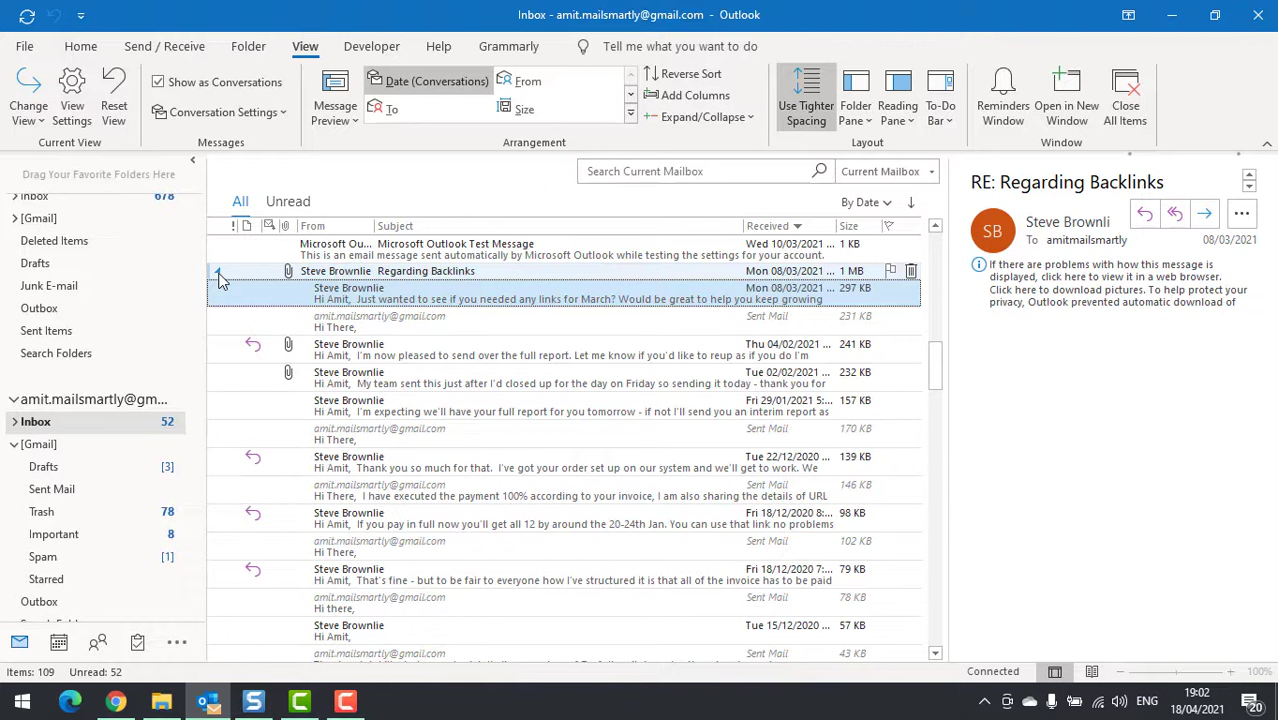 Inbox - amit.mailsmartly@gmail.com - Outlook
File Home Send / Receive Folder View Developer Help Grammarly Tell me what you want to do
Change View
View Settings
Reset View
Current View
Show as Conversations
Conversation Settings
Messages
Message Preview
Date (Conversations) From
To Size
Reverse Sort
Add Columns
Expand/Collapse
Arrangement
Use Tighter Spacing
Folder Pane
Reading Pane
To-Do Bar
Layout
Reminders Window
Open in New Window
Close All Items
Window
Drag Your Favorite Folders Here
Inbox 678
[Gmail]
Deleted Items
Drafts
Junk E-mail
Outbox
Sent Items
Search Folders
amit.mailsmartly@gm...
Inbox 52
[Gmail]
Drafts [3]
Sent Mail
Trash 78
Important 8
Spam [1]
Starred
Outbox
Search Current Mailbox Current Mailbox
All Unread By Date
From Subject Received Size
Microsoft Ou... Microsoft Outlook Test Message Wed 10/03/2021 ... 1 KB
This is an email message sent automatically by Microsoft Outlook while testing the settings for your account.
Steve Brownlie Regarding Backlinks Mon 08/03/2021 ... 1 MB
Steve Brownlie Mon 08/03/2021 ... 297 KB
Hi Amit, Just wanted to see if you needed any links for March? Would be great to help you keep growing
amit.mailsmartly@gmail.com Sent Mail 231 KB
Hi There,
Steve Brownlie Thu 04/02/2021 ... 241 KB
Hi Amit, I'm now pleased to send over the full report. Let me know if you'd like to reup as if you do I'm
Steve Brownlie Tue 02/02/2021 ... 232 KB
Hi Amit, My team sent this just after I'd closed up for the day on Friday so sending it today - thank you for
Steve Brownlie Fri 29/01/2021 5:... 157 KB
Hi Amit, I'm expecting we'll have your full report for you tomorrow - if not I'll send you an interim report as
amit.mailsmartly@gmail.com Sent Mail 170 KB
Hi There,
Steve Brownlie Tue 22/12/2020 ... 139 KB
Hi Amit, Thank you so much for that. I've got your order set up on our system and we'll get to work. We
amit.mailsmartly@gmail.com Sent Mail 146 KB
Hi There, I have executed the payment 100% according to your invoice, I am also sharing the details of URL
Steve Brownlie Fri 18/12/2020 8:... 98 KB
Hi Amit, If you pay in full now you'll get all 12 by around the 20-24th Jan. You can use that link no problems
amit.mailsmartly@gmail.com Sent Mail 102 KB
Hi There,
Steve Brownlie Fri 18/12/2020 7:... 79 KB
Hi Amit, That's fine - but to be fair to everyone how I've structured it is that all of the invoice has to be paid
amit.mailsmartly@gmail.com Sent Mail 78 KB
Hi there,
Steve Brownlie Tue 15/12/2020 ... 57 KB
Hi Amit,
amit.mailsmartly@gmail.com Sent Mail 43 KB
RE: Regarding Backlinks
SB
Steve Brownli
To amitmailsmartly 08/03/2021
If there are problems with how this message is
displayed, click here to view it in a web browser.
Click here to download pictures. To help protect your
privacy, Outlook prevented automatic download of
Items: 109 Unread: 52 Connected 100%
ENG
19:02
18/04/2021
20